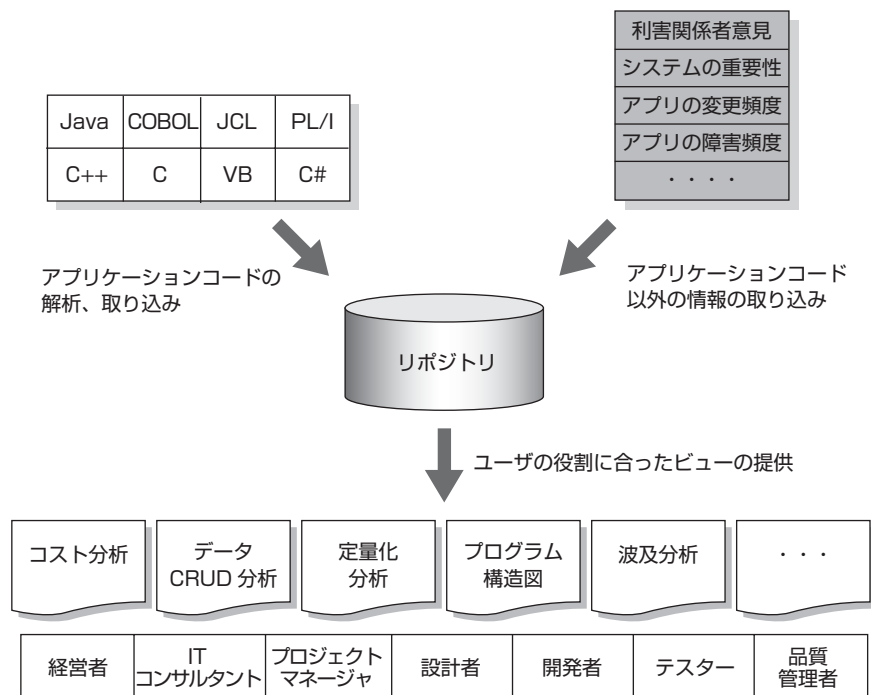 利害関係者意見
システムの重要性
アプリの変更頻度
アプリの障害頻度
・・・・
Java COBOL JCL PL/I
C++ C VB C#
アプリケーションコードの
解析、取り込み
アプリケーションコード
以外の情報の取り込み
リポジトリ
ユーザの役割に合ったビューの提供
コスト分析
データ
CRUD 分析
定量化
分析
プログラム
構造図
波及分析
・・・
経営者
IT
コンサルタント
プロジェクト
マネージャ
設計者
開発者
テスター
品質
管理者